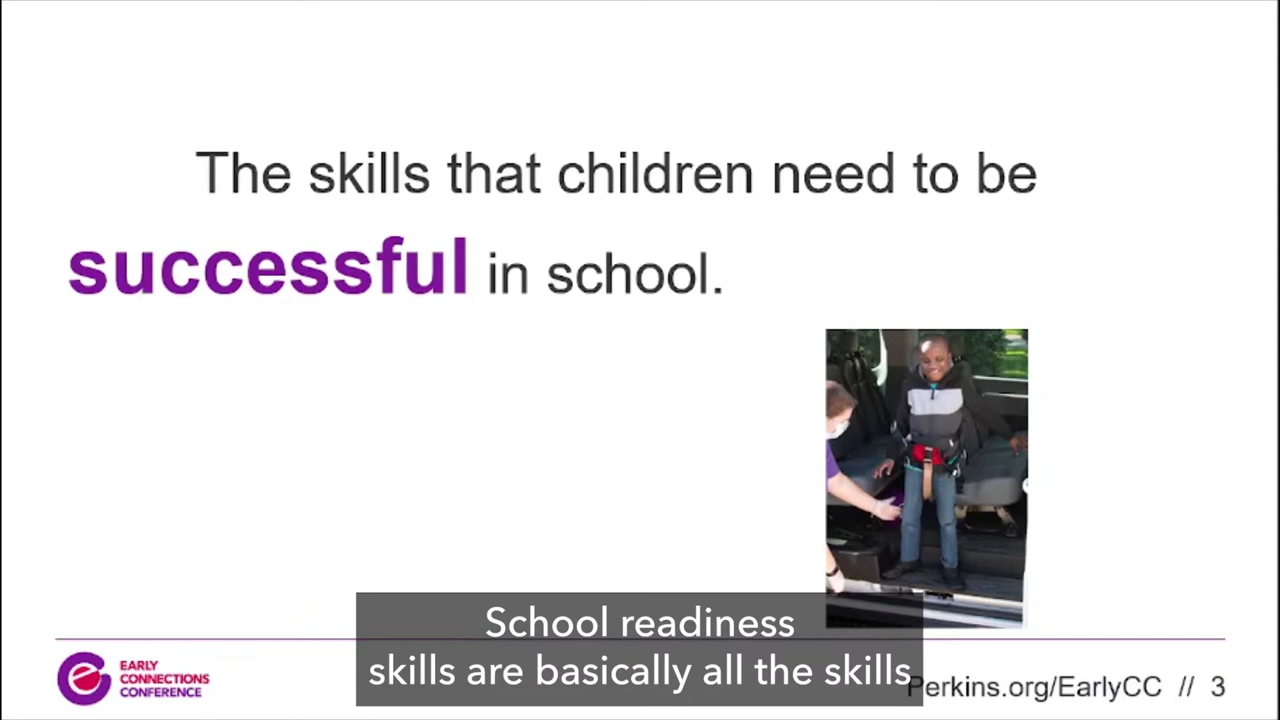 The skills that children need to be
successful in school.
School readiness
skills are basically all the skills
EARLY
CONNECTIONS
CONFERENCE
Perkins.org/EarlyCC // 3